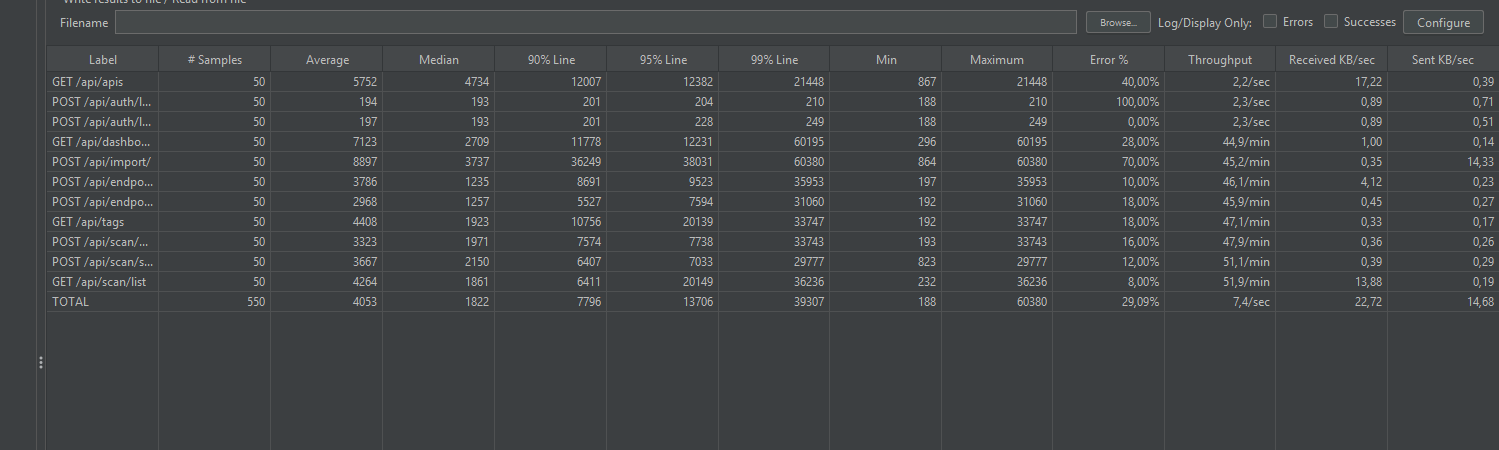 Write results to file / Read from file
Filename Browse... Log/Display Only: Errors Successes Configure
Label # Samples Average Median 90% Line 95% Line 99% Line Min Maximum Error % Throughput Received KB/sec Sent KB/sec
GET /api/apis 50 5752 4734 12007 12382 21448 867 21448 40,00% 2,2/sec 17,22 0,39
POST /api/auth/l... 50 194 193 201 204 210 188 210 100,00% 2,3/sec 0,89 0,71
POST /api/auth/l... 50 197 193 201 228 249 188 249 0,00% 2,3/sec 0,89 0,51
GET /api/dashbo... 50 7123 2709 11778 12231 60195 296 60195 28,00% 44,9/min 1,00 0,14
POST /api/import/ 50 8897 3737 36249 38031 60380 864 60380 70,00% 45,2/min 0,35 14,33
POST /api/endpo... 50 3786 1235 8691 9523 35953 197 35953 10,00% 46,1/min 4,12 0,23
POST /api/endpo... 50 2968 1257 5527 7594 31060 192 31060 18,00% 45,9/min 0,45 0,27
GET /api/tags 50 4408 1923 10756 20139 33747 192 33747 18,00% 47,1/min 0,33 0,17
POST /api/scan/... 50 3323 1971 7574 7738 33743 193 33743 16,00% 47,9/min 0,36 0,26
POST /api/scan/s... 50 3667 2150 6407 7033 29777 823 29777 12,00% 51,1/min 0,39 0,29
GET /api/scan/list 50 4264 1861 6411 20149 36236 232 36236 8,00% 51,9/min 13,88 0,19
TOTAL 550 4053 1822 7796 13706 39307 188 60380 29,09% 7,4/sec 22,72 14,68